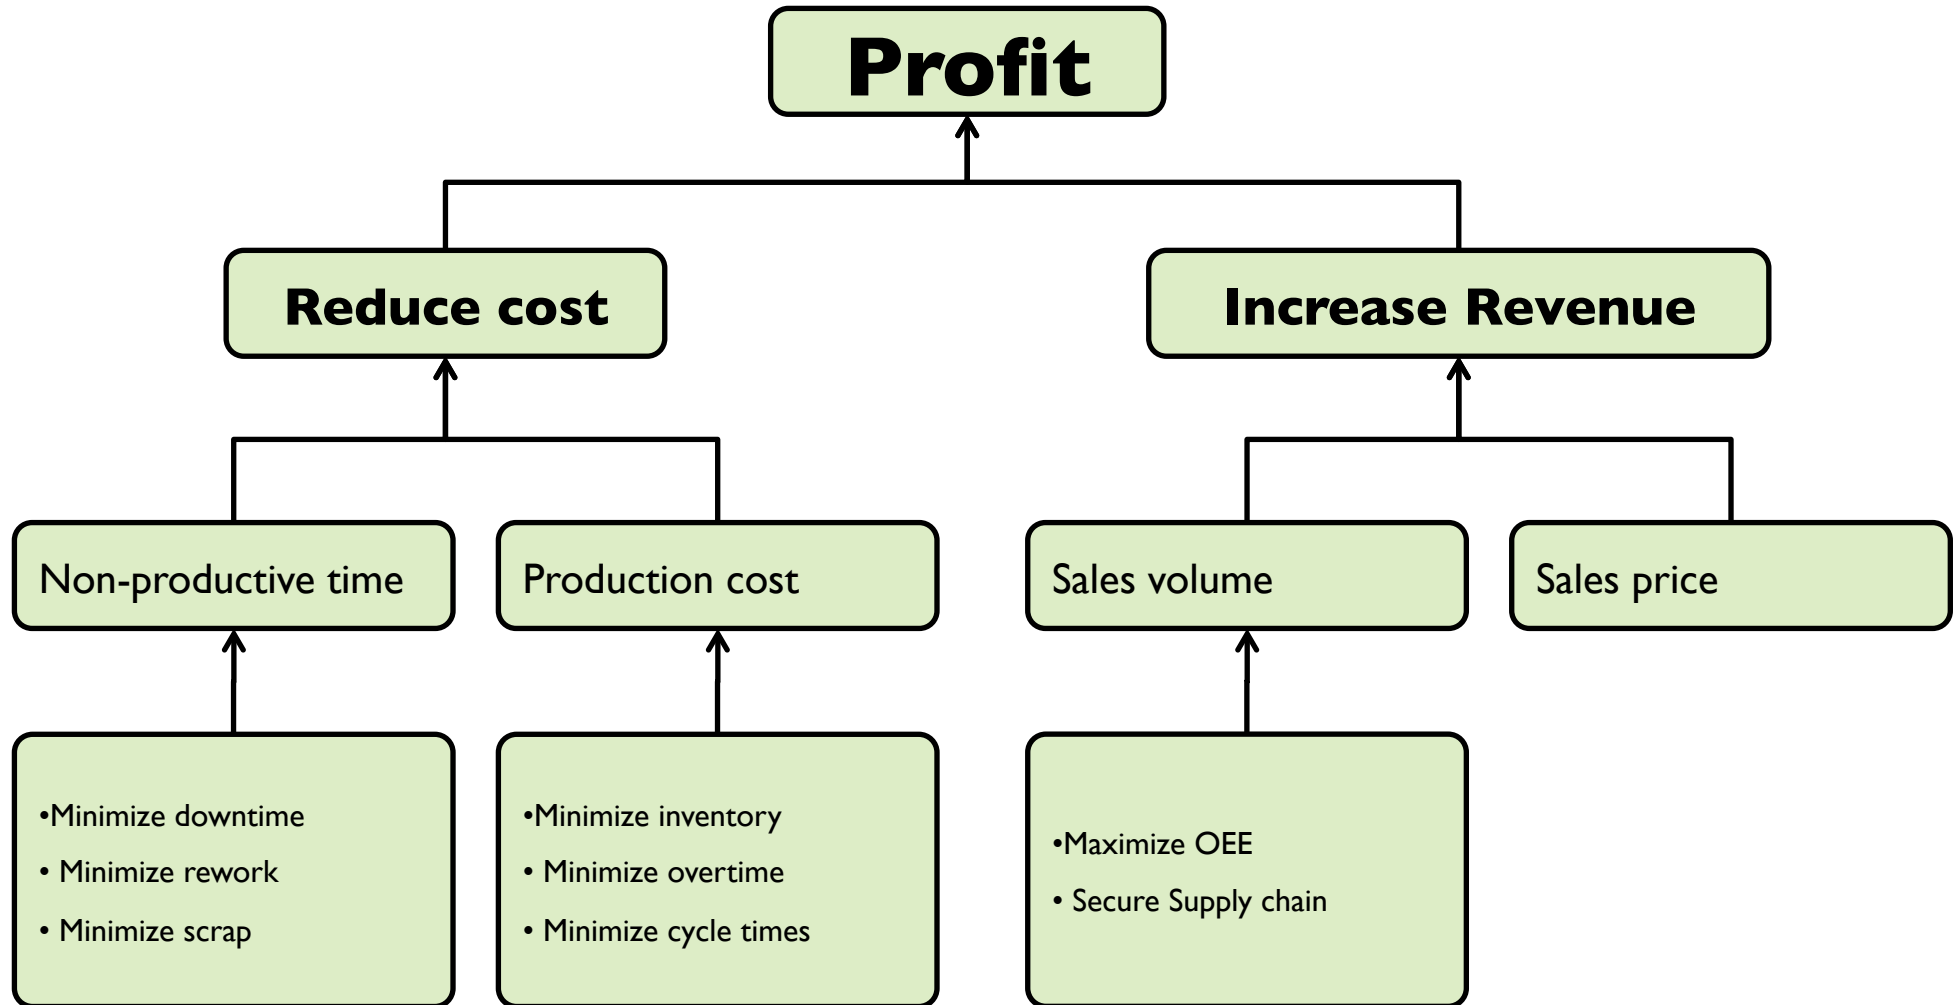 Profit
Reduce cost
Increase Revenue
Non-productive time
Production cost
Sales volume
Sales price
•Minimize downtime
• Minimize rework
• Minimize scrap
•Minimize inventory
• Minimize overtime
• Minimize cycle times
•Maximize OEE
• Secure Supply chain